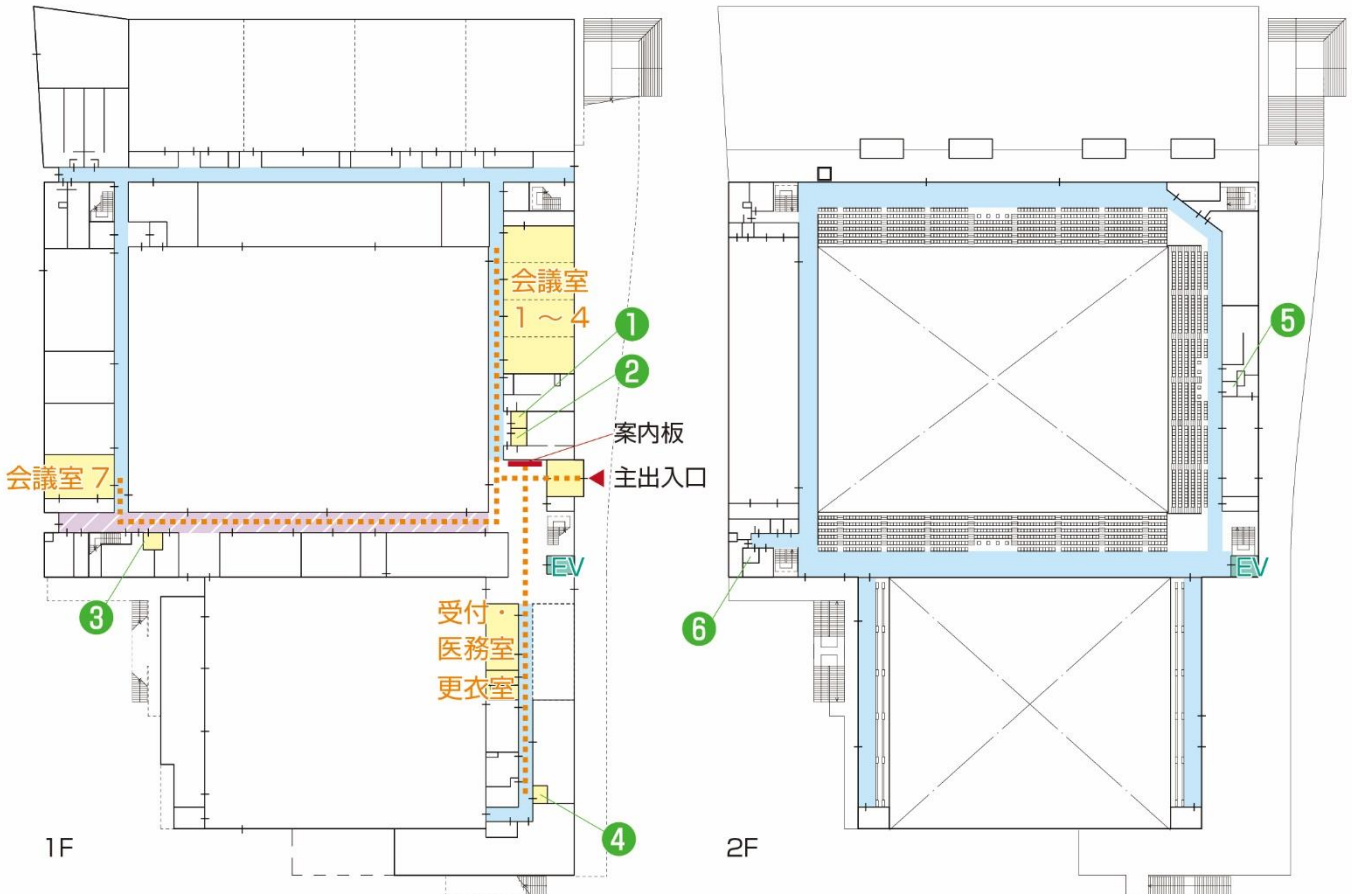 会議室
1～4
❶
❷
案内板
主出入口
会議室7
❸
EV
受付・
医務室
更衣室
❹
1F
❺
EV
❻
2F